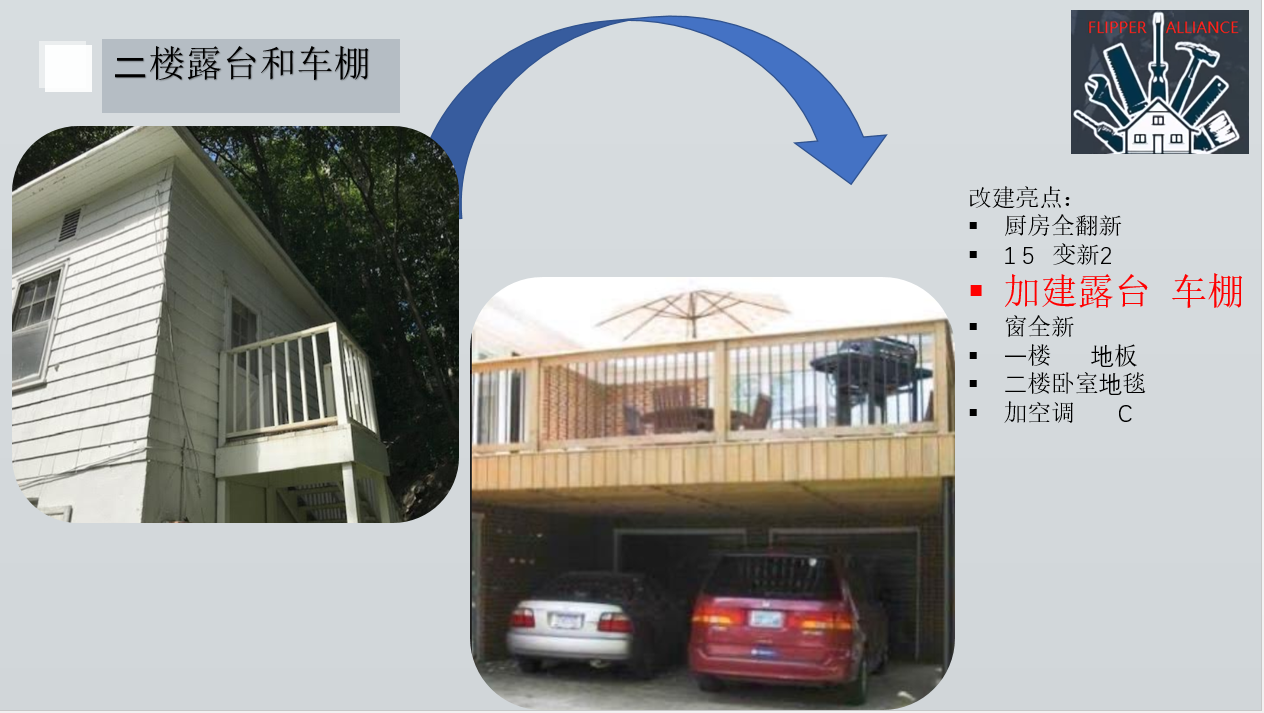 二楼露台和车棚
FLIPPER ALLIANCE
改建亮点：
▪ 厨房全翻新
▪ 15 变新2
▪ 加建露台 车棚
▪ 窗全新
▪ 一楼 地板
▪ 二楼卧室地毯
▪ 加空调 C